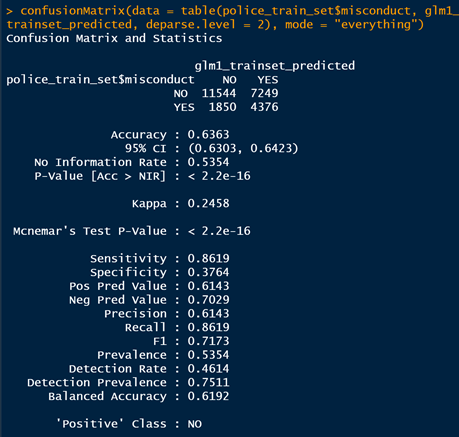 > confusionMatrix(data = table(police_train_set$misconduct, glm1_
trainset_predicted, deparse.level = 2), mode = "everything")
Confusion Matrix and Statistics
glm1_trainset_predicted
police_train_set$misconduct NO YES
NO 11544 7249
YES 1850 4376
Accuracy : 0.6363
95% CI : (0.6303, 0.6423)
No Information Rate : 0.5354
P-Value [Acc > NIR] : < 2.2e-16
Kappa : 0.2458
Mcnemar's Test P-Value : < 2.2e-16
Sensitivity : 0.8619
Specificity : 0.3764
Pos Pred Value : 0.6143
Neg Pred Value : 0.7029
Precision : 0.6143
Recall : 0.8619
F1 : 0.7173
Prevalence : 0.5354
Detection Rate : 0.4614
Detection Prevalence : 0.7511
Balanced Accuracy : 0.6192
'Positive' Class : NO